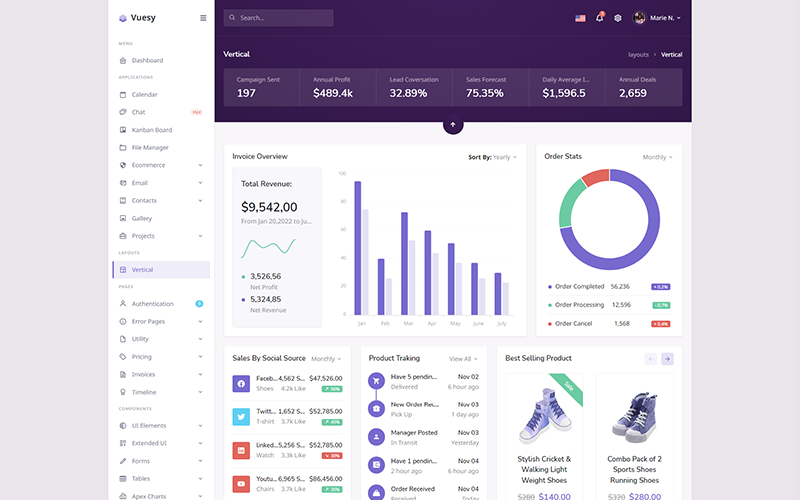 Vuesy
Search...
Marie N.
MENU
Dashboard
APPLICATIONS
Calendar
Chat
Hot
Kanban Board
File Manager
Ecommerce
Email
Contacts
Gallery
Projects
LAYOUTS
Vertical
PAGES
Authentication
Error Pages
Utility
Pricing
Invoices
Timeline
COMPONENTS
UI Elements
Extended UI
Forms
Tables
Apex Charts
Vertical
layouts > Vertical
Campaign Sent
197
Annual Profit
$489.4k
Lead Coversation
32.89%
Sales Forecast
75.35%
Daily Average I...
$1,596.5
Annual Deals
2,659
Invoice Overview
Sort By: Yearly
Total Revenue:
$9,542,00
From Jan 20,2022 to Ju...
3,526,56
Net Profit
5,324,85
Net Revenue
100
80
60
40
20
0
Jan Feb Mar Apr May June July
Order Stats
Monthly
Order Completed 56,236 + 0.2%
Order Processing 12,596 - 0.7%
Order Cancel 1,568 + 0.4%
Sales By Social Source
Monthly
Faceb... 4,562 S... $47,526.00
Shoes 4.2k Like 50%
Twitt... 1,652 S... $52,785.00
T-shirt 3.7k Like 45%
linked... 5,256 S... $52,785.00
Watch 3.3k Like 30%
Youtu... 6,965 S... $86,456.00
Chairs 3.7k Like
Product Traking
View All
Have 5 pendin... Nov 02
Delivered 6 hour ago
New Order Rec... Nov 03
Pick Up 1 day ago
Manager Posted Nov 03
In Transit Yesterday
Have 1 pendin... Nov 04
2 hour ago 6 hour ago
Order Received Nov 04
Received Today
Best Selling Product
Sale
Stylish Cricket &
Walking Light
Weight Shoes
$280 $140.00
Combo Pack of 2
Sports Shoes
Running Shoes
$320 $280.00